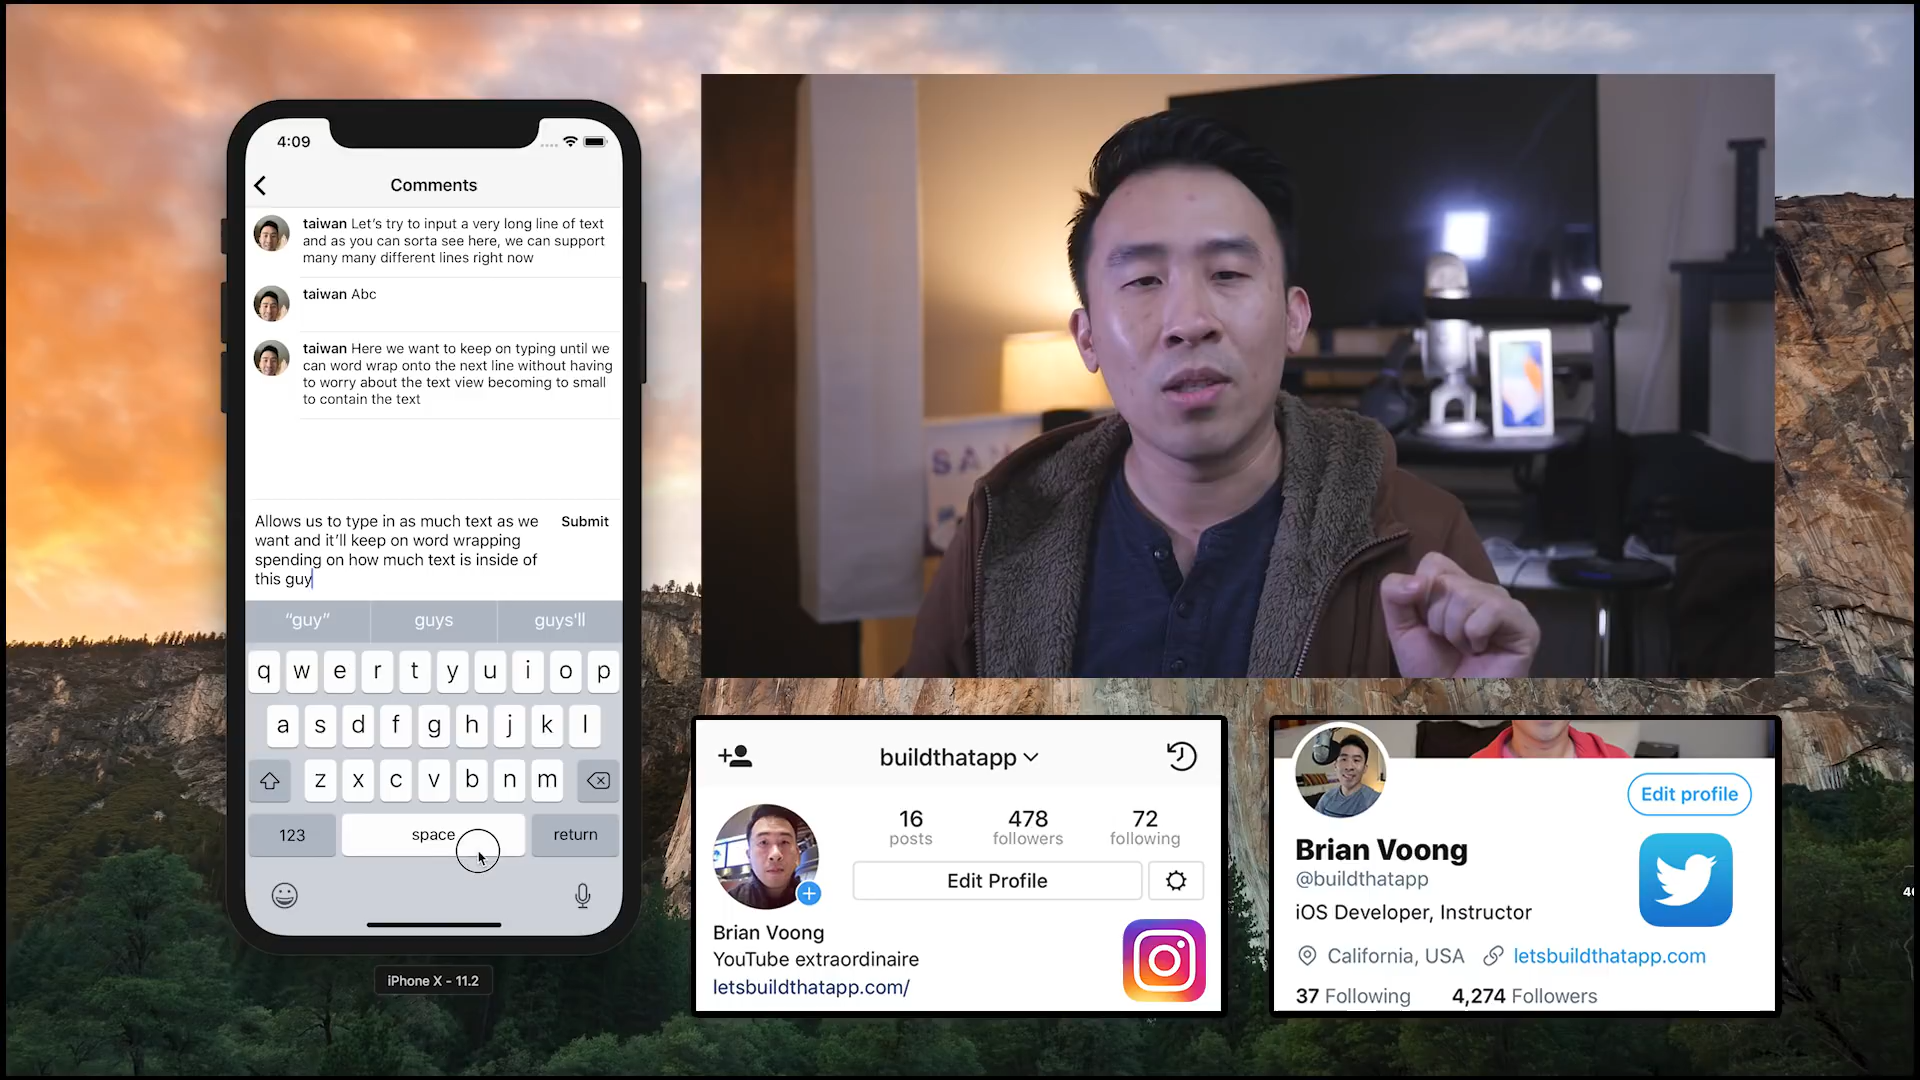 4:09
Comments
taiwan Let's try to input a very long line of text
and as you can sorta see here, we can support
many many different lines right now
taiwan Abc
taiwan Here we want to keep on typing until we
can word wrap onto the next line without having
to worry about the text view becoming to small
to contain the text
Allows us to type in as much text as we
want and it'll keep on word wrapping
spending on how much text is inside of
this guy
Submit
“guy” guys guys'll
q w e r t y u i o p
a s d f g h j k l
z x c v b n m
123 space return
iPhone X - 11.2
buildthatapp
16 478 72
posts followers following
Edit Profile
Brian Voong
YouTube extraordinaire
letsbuildthatapp.com/
Edit profile
Brian Voong
@buildthatapp
iOS Developer, Instructor
California, USA letsbuildthatapp.com
37 Following 4,274 Followers